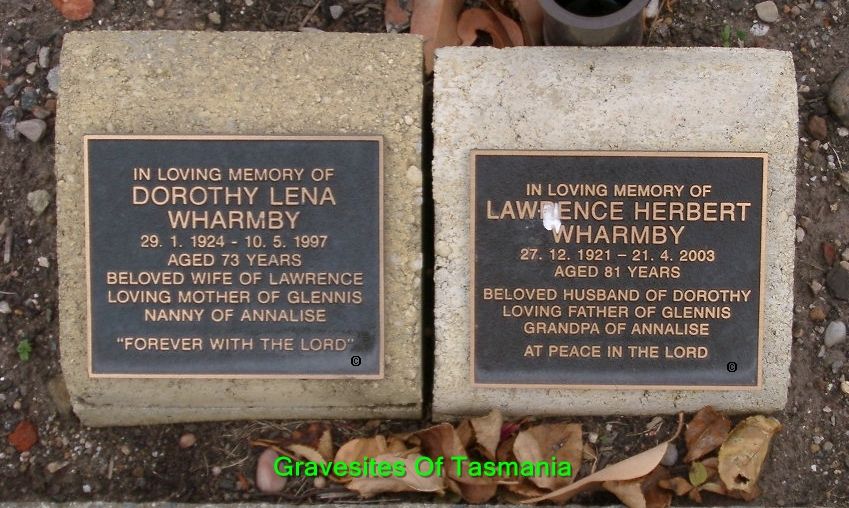 IN LOVING MEMORY OF
DOROTHY LENA
WHARMBY
29. 1. 1924 - 10. 5. 1997
AGED 73 YEARS
BELOVED WIFE OF LAWRENCE
LOVING MOTHER OF GLENNIS
NANNY OF ANNALISE
"FOREVER WITH THE LORD"
©
IN LOVING MEMORY OF
LAWRENCE HERBERT
WHARMBY
27. 12. 1921 - 21. 4. 2003
AGED 81 YEARS
BELOVED HUSBAND OF DOROTHY
LOVING FATHER OF GLENNIS
GRANDPA OF ANNALISE
AT PEACE IN THE LORD
©
Gravesites Of Tasmania